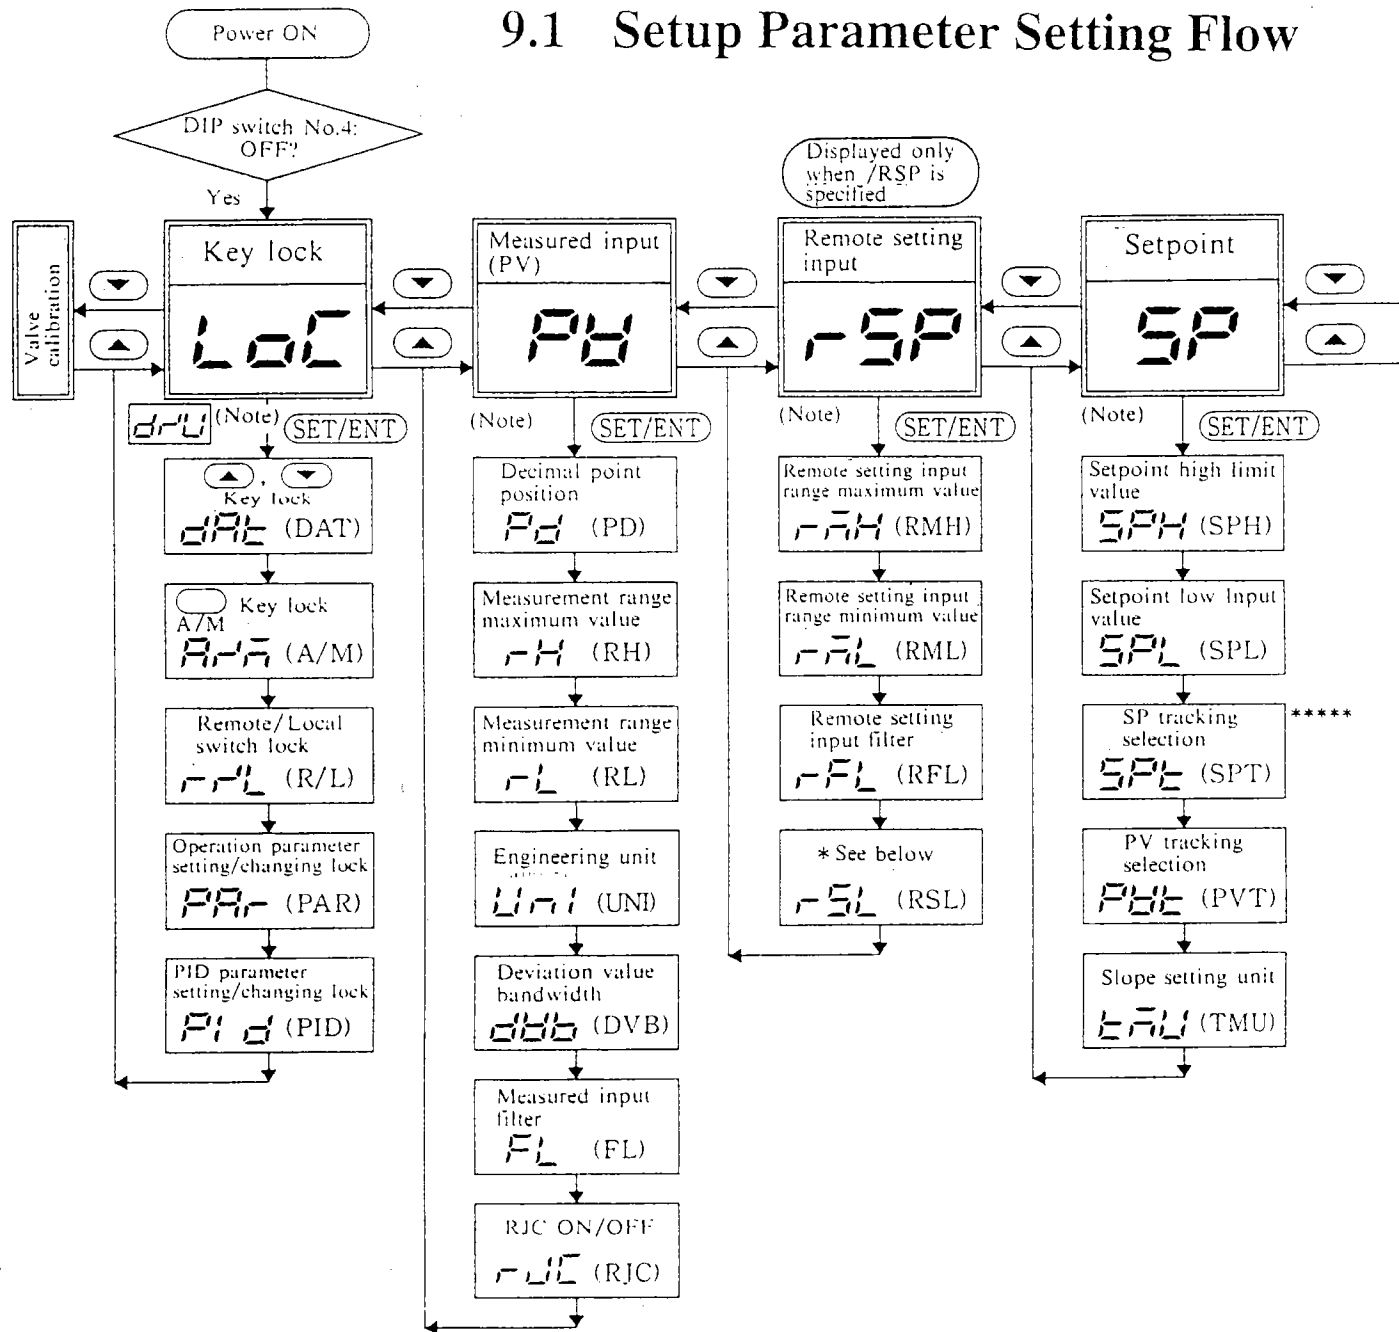 9.1 Setup Parameter Setting Flow
Power ON
DIP switch No.4:
OFF?
Yes
Valve
calibration
Key lock
LoC
drU
(Note)
SET/ENT
,
Key lock
dAt (DAT)
A/M
Key lock
A/M (A/M)
Remote/Local
switch lock
r/L (R/L)
Operation parameter
setting/changing lock
PAr (PAR)
PID parameter
setting/changing lock
PId (PID)
Measured input
(PV)
PV
(Note)
SET/ENT
Decimal point
position
Pd (PD)
Measurement range
maximum value
rH (RH)
Measurement range
minimum value
rL (RL)
Engineering unit
UnI (UNI)
Deviation value
bandwidth
dVb (DVB)
Measured input
filter
FL (FL)
RJC ON/OFF
rJC (RJC)
Displayed only
when /RSP is
specified
Remote setting
input
rSP
(Note)
SET/ENT
Remote setting input
range maximum value
rMH (RMH)
Remote setting input
range minimum value
rML (RML)
Remote setting
input filter
rFL (RFL)
* See below
rSL (RSL)
Setpoint
SP
(Note)
SET/ENT
Setpoint high limit
value
SPH (SPH)
Setpoint low Input
value
SPL (SPL)
SP tracking
selection
SPt (SPT)
*****
PV tracking
selection
PVt (PVT)
Slope setting unit
tMU (TMU)